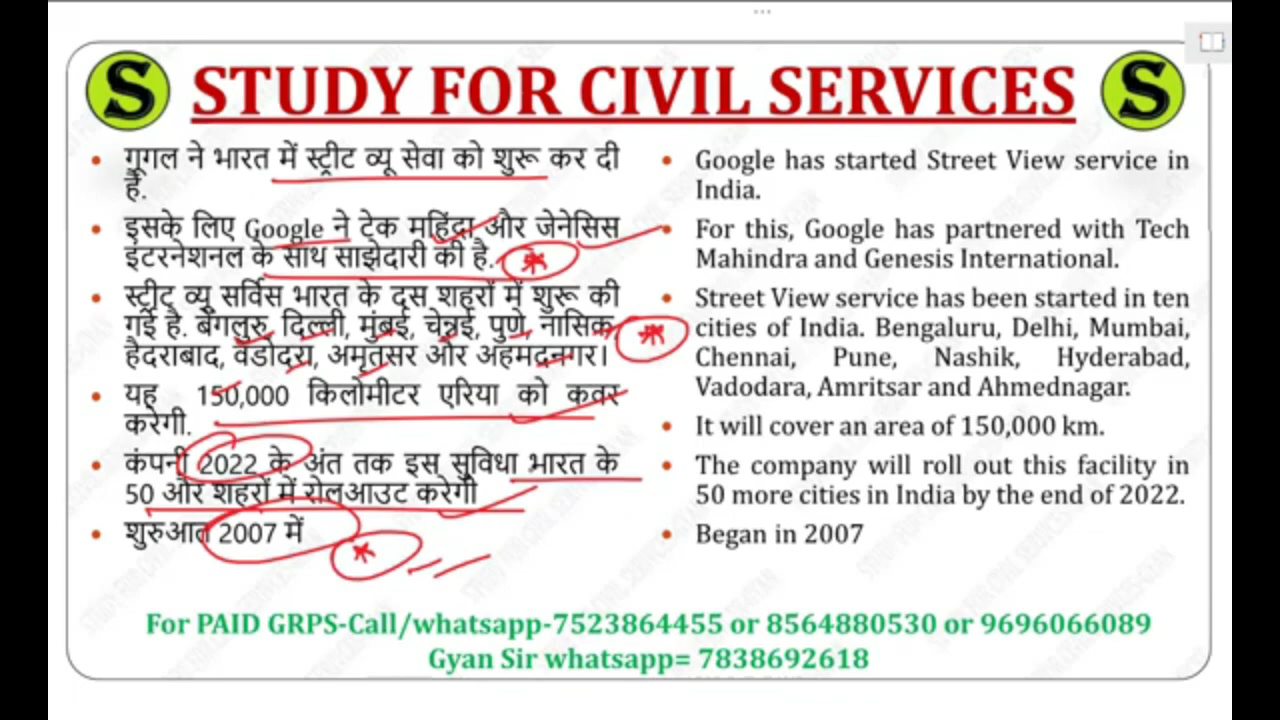 S STUDY FOR CIVIL SERVICES S
• गूगल ने भारत में स्ट्रीट व्यू सेवा को शुरू कर दी
है.
• इसके लिए Google ने टेक महिंद्रा और जेनेसिस
इंटरनेशनल के साथ साझेदारी की है.
• स्ट्रीट व्यू सर्विस भारत के दस शहरों में शुरू की
गई है. बेंगलुरु, दिल्ली, मुंबई, चेन्नई, पुणे, नासिक,
हैदराबाद, वडोदरा, अमृतसर और अहमदनगर।
• यह 150,000 किलोमीटर एरिया को कवर
करेगी.
• कंपनी 2022 के अंत तक इस सुविधा भारत के
50 और शहरों में रोलआउट करेगी
• शुरुआत 2007 में
• Google has started Street View service in
India.
• For this, Google has partnered with Tech
Mahindra and Genesis International.
• Street View service has been started in ten
cities of India. Bengaluru, Delhi, Mumbai,
Chennai, Pune, Nashik, Hyderabad,
Vadodara, Amritsar and Ahmednagar.
• It will cover an area of 150,000 km.
• The company will roll out this facility in
50 more cities in India by the end of 2022.
• Began in 2007
For PAID GRPS-Call/whatsapp-7523864455 or 8564880530 or 9696066089
Gyan Sir whatsapp= 7838692618